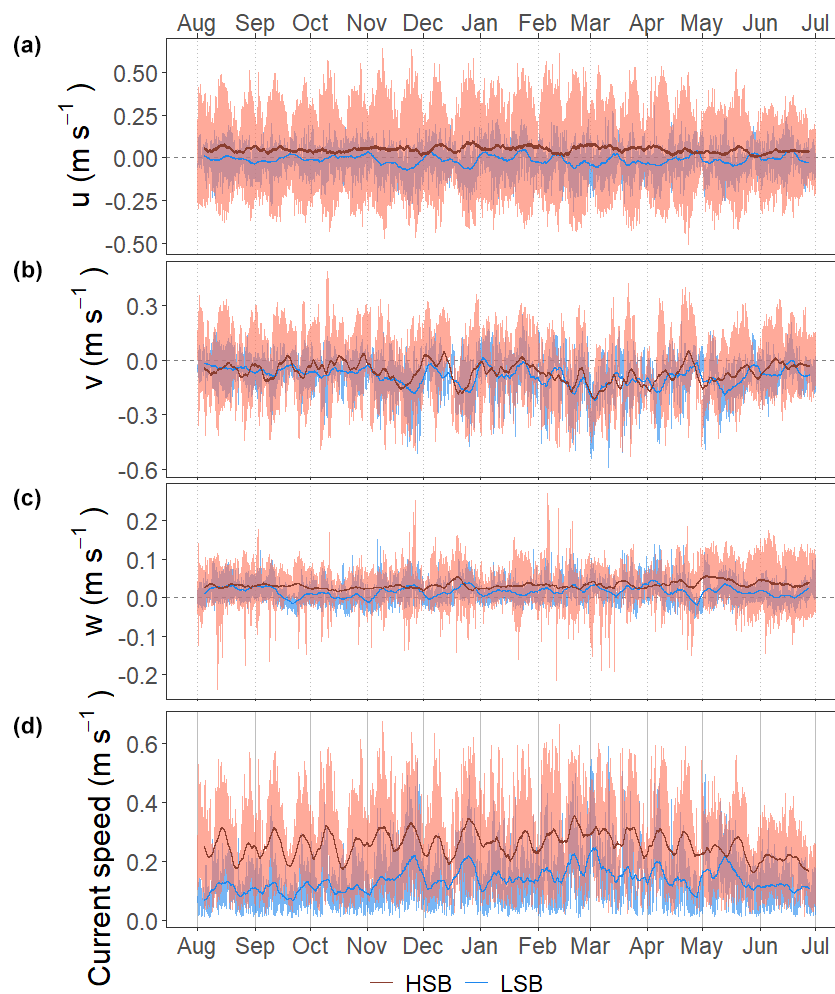 Aug Sep Oct Nov Dec Jan Feb Mar Apr May Jun Jul
(a)
u (m s⁻¹)
0.50
0.25
0.00
-0.25
-0.50
(b)
v (m s⁻¹)
0.3
0.0
-0.3
-0.6
(c)
w (m s⁻¹)
0.2
0.1
0.0
-0.1
-0.2
(d)
Current speed (m s⁻¹)
0.6
0.4
0.2
0.0
Aug Sep Oct Nov Dec Jan Feb Mar Apr May Jun Jul
HSB LSB